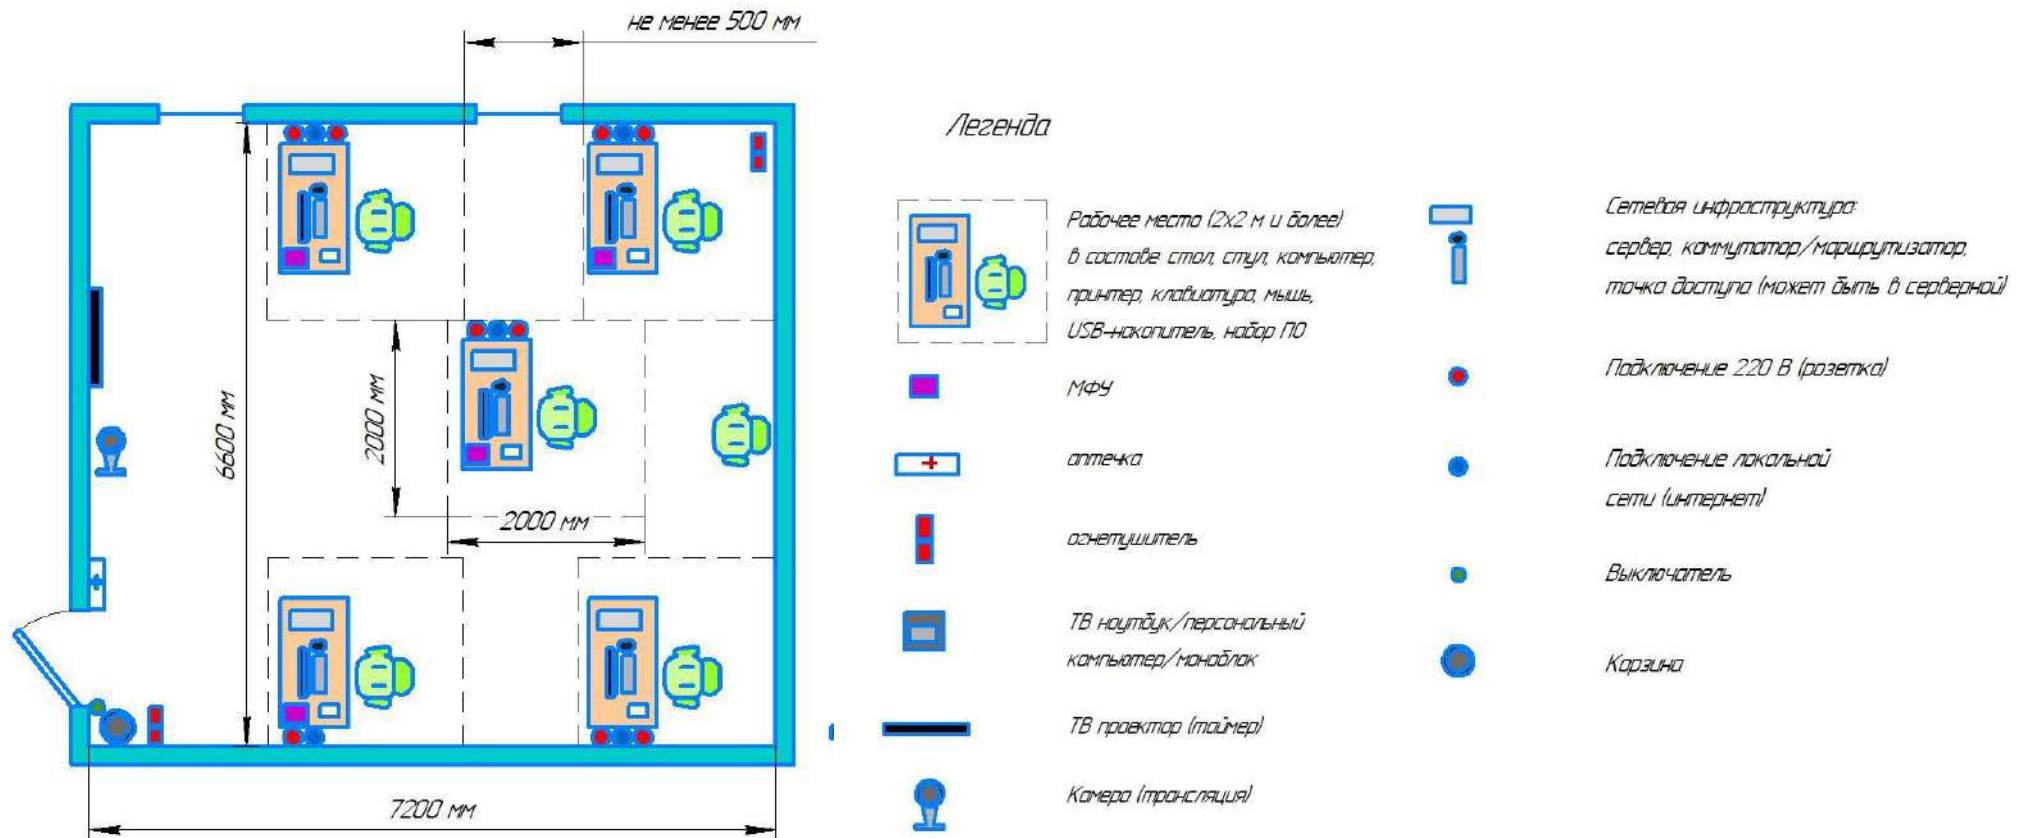 не менее 500 мм
6600 мм
2000 мм
2000 мм
7200 мм
Легенда
Рабочее место (2х2 м и более)
в составе стол, стул, компьютер,
принтер, клавиатура, мышь,
USB-накопитель, набор ПО
МФУ
аптечка
огнетушитель
ТВ ноутбук/персональный
компьютер/моноблок
ТВ проектор (таймер)
Камера (трансляция)
Сетевая инфраструктура:
сервер, коммутатор/маршрутизатор,
точка доступа (может быть в серверной)
Подключение 220 В (розетка)
Подключение локальной
сети (интернет)
Выключатель
Корзина